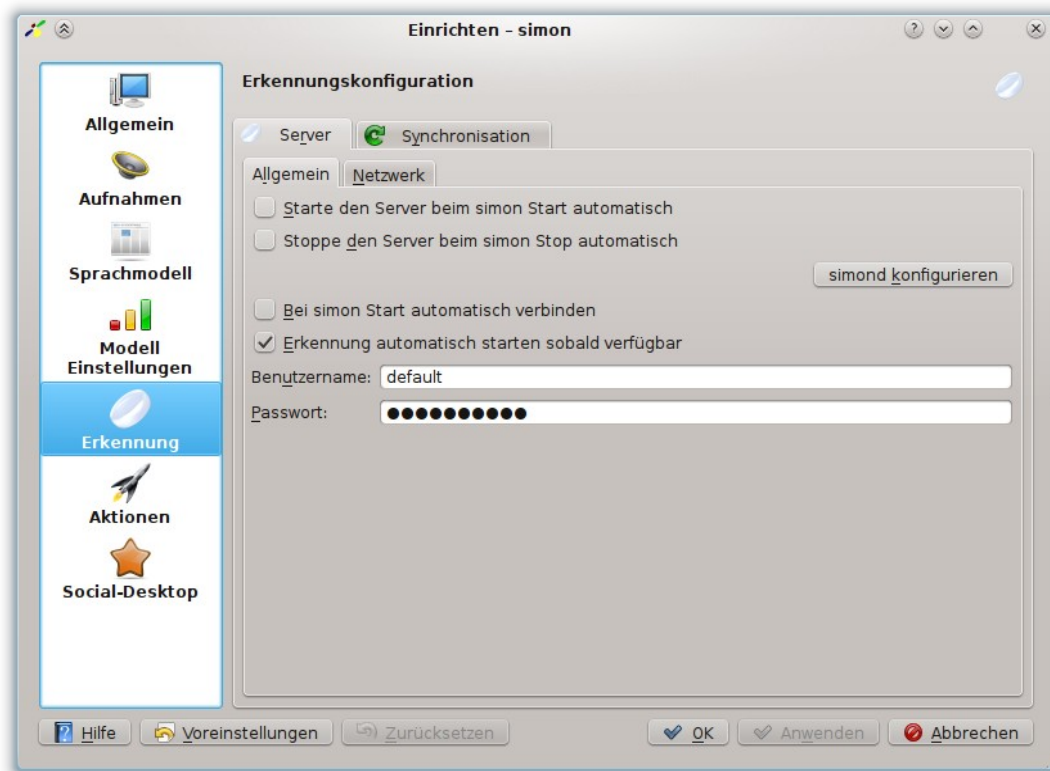 Einrichten – simon
Allgemein
Aufnahmen
Sprachmodell
Modell
Einstellungen
Erkennung
Aktionen
Social-Desktop
Erkennungskonfiguration
Server
Synchronisation
Allgemein
Netzwerk
Starte den Server beim simon Start automatisch
Stoppe den Server beim simon Stop automatisch
simond konfigurieren
Bei simon Start automatisch verbinden
Erkennung automatisch starten sobald verfügbar
Benutzername: default
Passwort: ●●●●●●●●●●
Hilfe
Voreinstellungen
Zurücksetzen
OK
Anwenden
Abbrechen